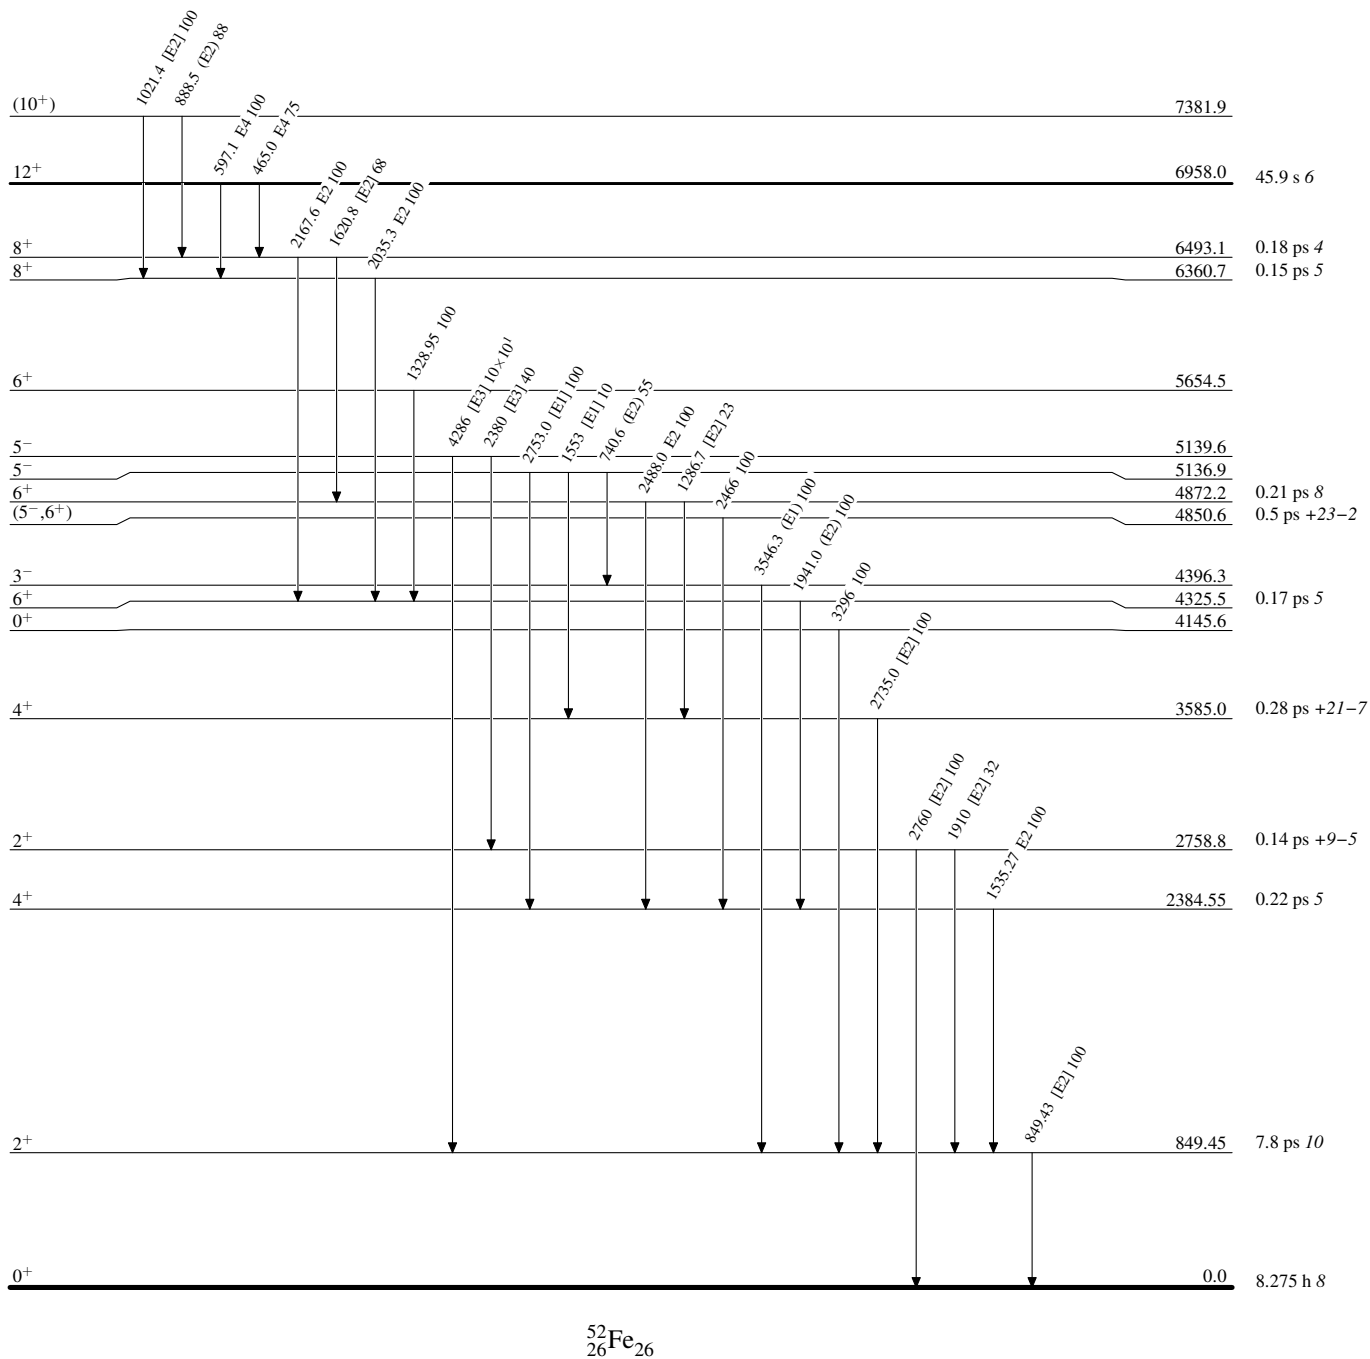 1021.4 [E2] 100
888.5 (E2) 88
597.1 E4 100
465.0 E4 75
2167.6 E2 100
1620.8 [E2] 68
2035.3 E2 100
1328.95 100
4286 [E3] 10×10¹
2380 [E3] 40
2753.0 [E1] 100
1553 [E1] 10
740.6 (E2) 55
2488.0 E2 100
1286.7 [E2] 23
2466 100
3546.3 (E1) 100
1941.0 (E2) 100
3296 100
2735.0 [E2] 100
2760 [E2] 100
1910 [E2] 32
1535.27 E2 100
849.43 [E2] 100
(10⁺) 7381.9
12⁺ 6958.0 45.9 s 6
8⁺ 6493.1 0.18 ps 4
8⁺ 6360.7 0.15 ps 5
6⁺ 5654.5
5⁻ 5139.6
5⁻ 5136.9
6⁺ 4872.2 0.21 ps 8
(5⁻,6⁺) 4850.6 0.5 ps +23−2
3⁻ 4396.3
6⁺ 4325.5 0.17 ps 5
0⁺ 4145.6
4⁺ 3585.0 0.28 ps +21−7
2⁺ 2758.8 0.14 ps +9−5
4⁺ 2384.55 0.22 ps 5
2⁺ 849.45 7.8 ps 10
0⁺ 0.0 8.275 h 8
⁵²₂₆Fe₂₆